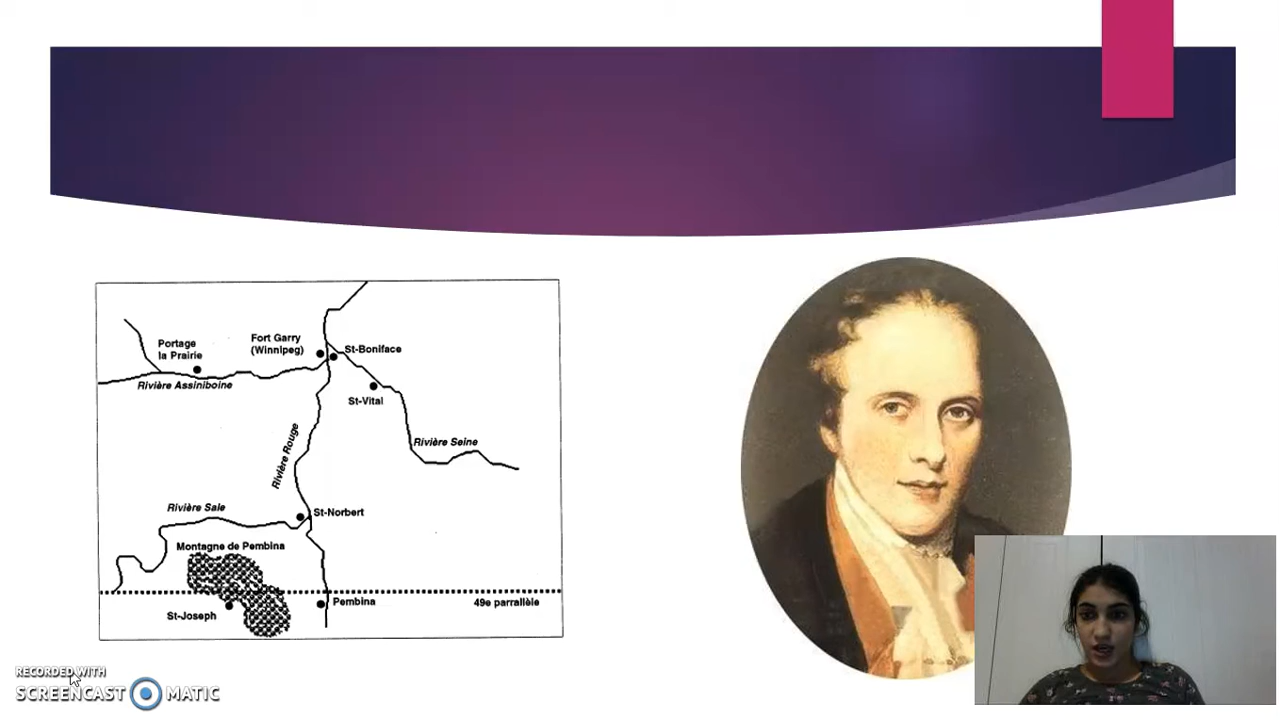 Portage
la Prairie
Fort Garry
(Winnipeg)
St-Boniface
Rivière Assiniboine
St-Vital
Rivière Rouge
Rivière Seine
Rivière Sale
St-Norbert
Montagne de Pembina
Pembina
49e parralèle
St-Joseph
RECORDED WITH
SCREENCAST MATIC